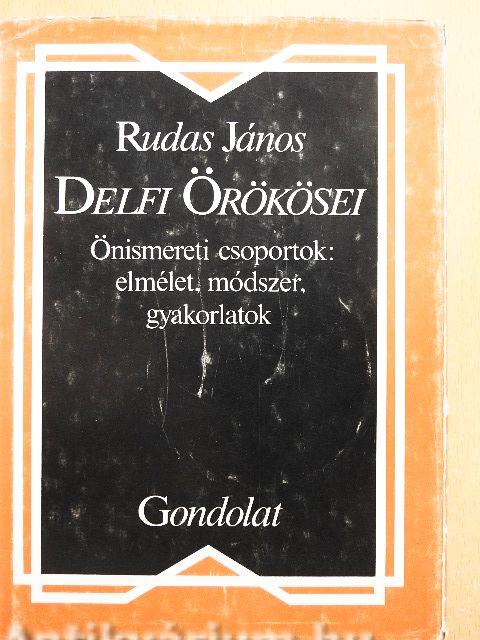 Rudas János
DELFI ÖRÖKÖSEI
Önismereti csoportok:
elmélet, módszer,
gyakorlatok
Gondolat